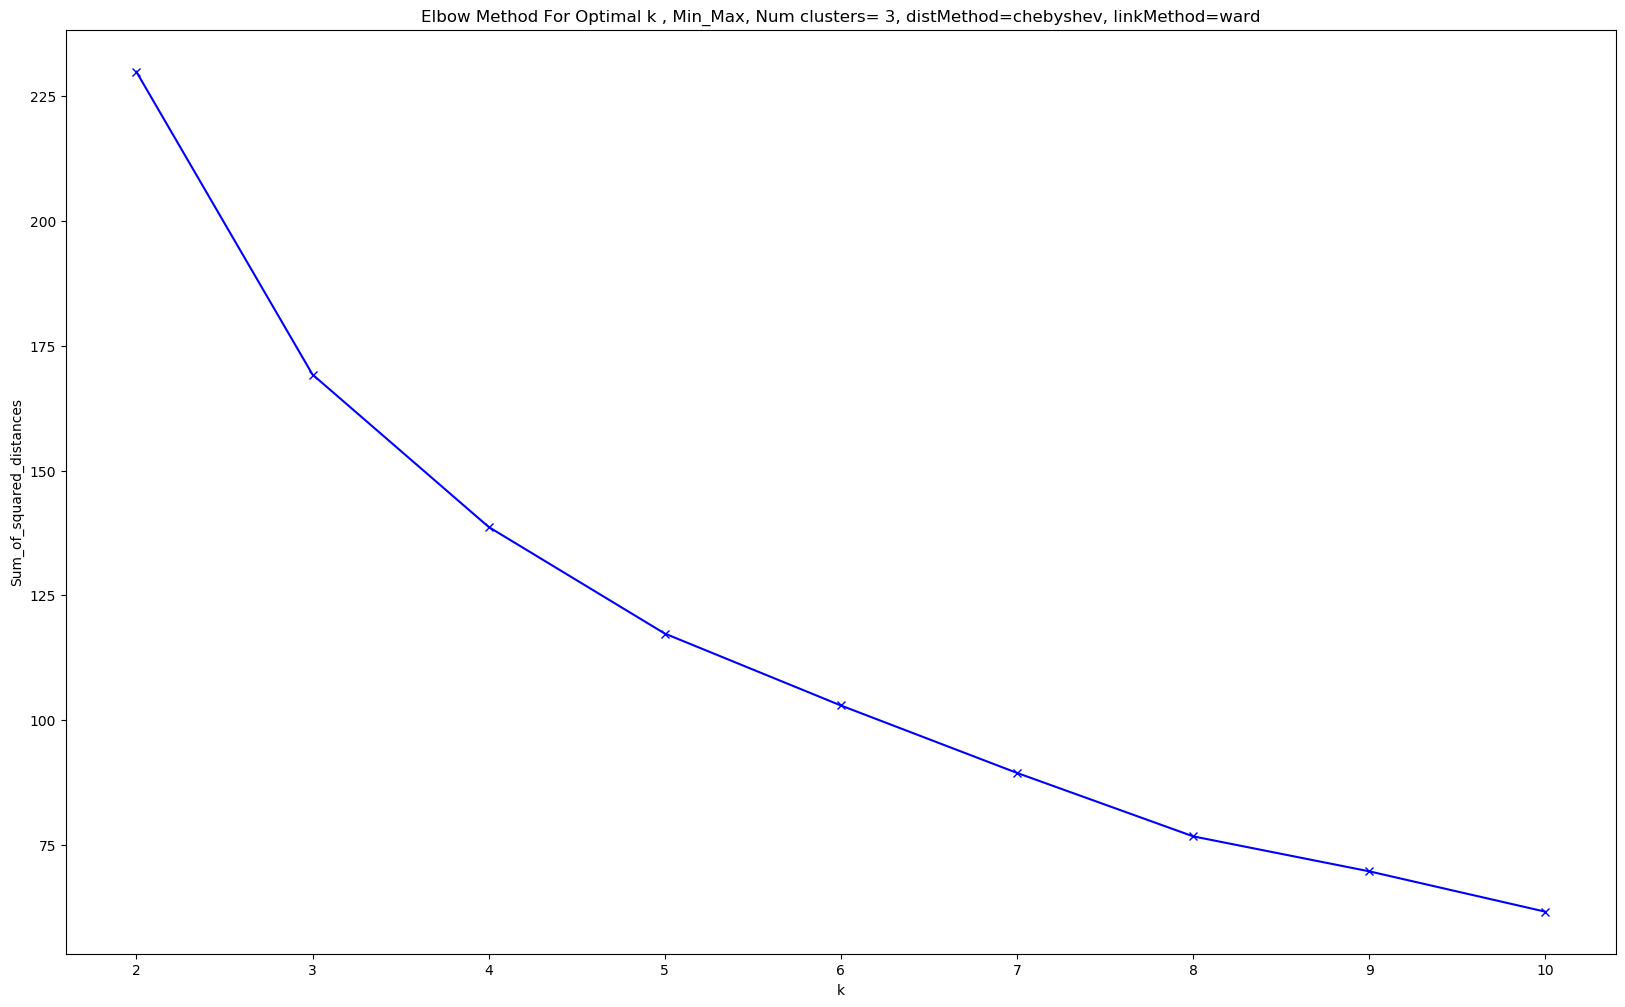 Elbow Method For Optimal k , Min_Max, Num clusters= 3, distMethod=chebyshev, linkMethod=ward
Sum_of_squared_distances
225
200
175
150
125
100
75
2 3 4 5 6 7 8 9 10
k